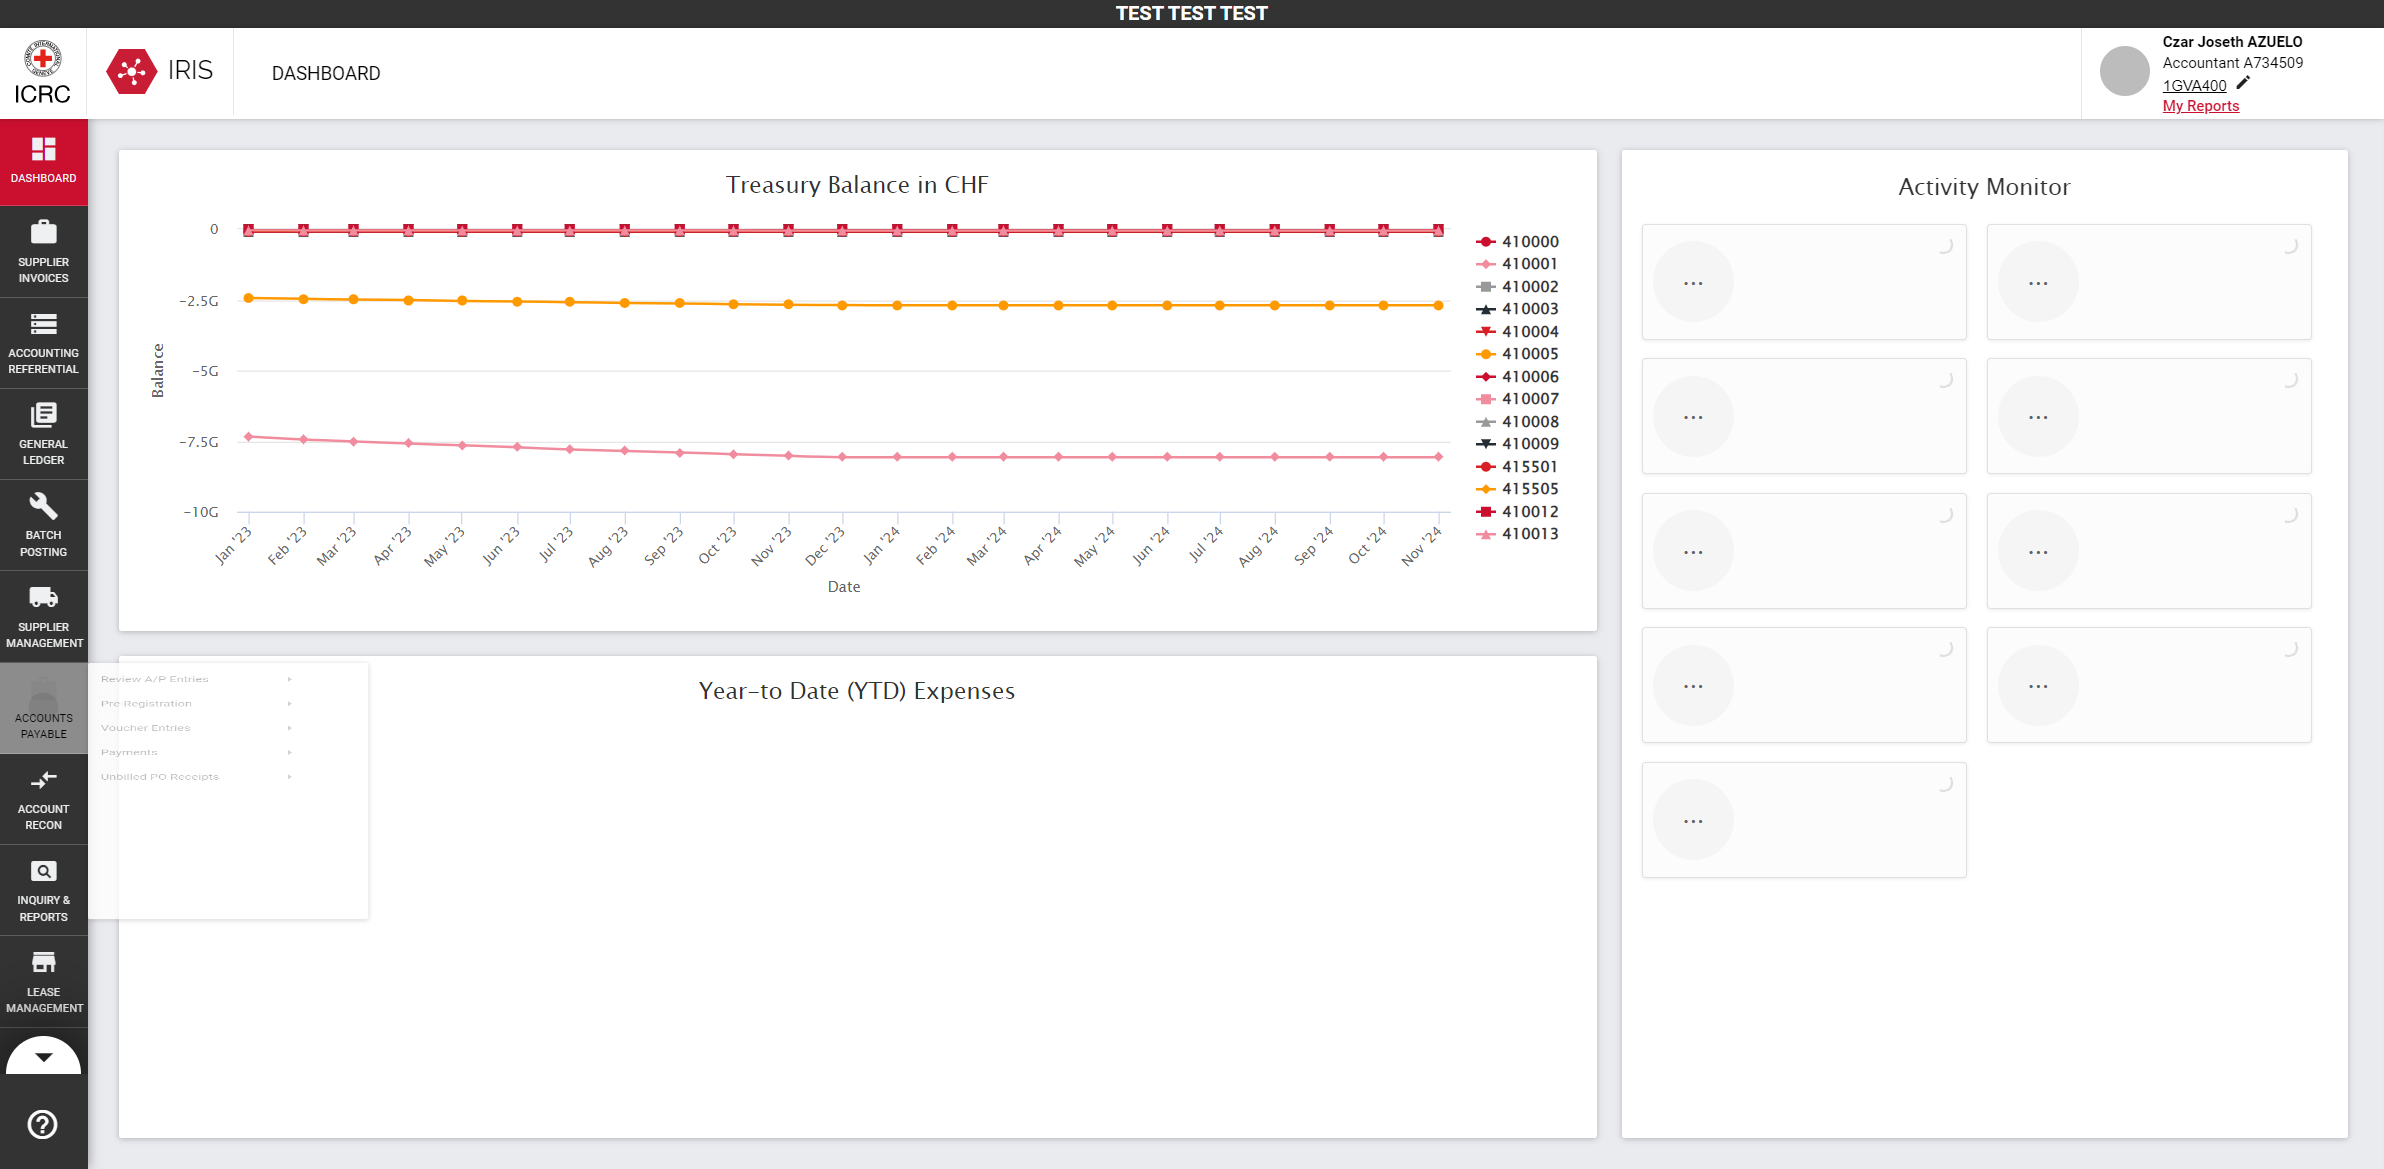 TEST TEST TEST
COMITE INTERNATIONAL GENEVE
ICRC
IRIS
DASHBOARD
Czar Joseth AZUELO
Accountant A734509
1GVA400
My Reports
DASHBOARD
SUPPLIER
INVOICES
ACCOUNTING
REFERENTIAL
GENERAL
LEDGER
BATCH
POSTING
SUPPLIER
MANAGEMENT
ACCOUNTS
PAYABLE
ACCOUNT
RECON
INQUIRY &
REPORTS
LEASE
MANAGEMENT
Review A/P Entries
Pre Registration
Voucher Entries
Payments
Unbilled PO Receipts
Treasury Balance in CHF
Balance
0
-2.5G
-5G
-7.5G
-10G
Jan '23
Feb '23
Mar '23
Apr '23
May '23
Jun '23
Jul '23
Aug '23
Sep '23
Oct '23
Nov '23
Dec '23
Jan '24
Feb '24
Mar '24
Apr '24
May '24
Jun '24
Jul '24
Aug '24
Sep '24
Oct '24
Nov '24
Date
410000
410001
410002
410003
410004
410005
410006
410007
410008
410009
415501
415505
410012
410013
Year-to Date (YTD) Expenses
Activity Monitor
...
...
...
...
...
...
...
...
...